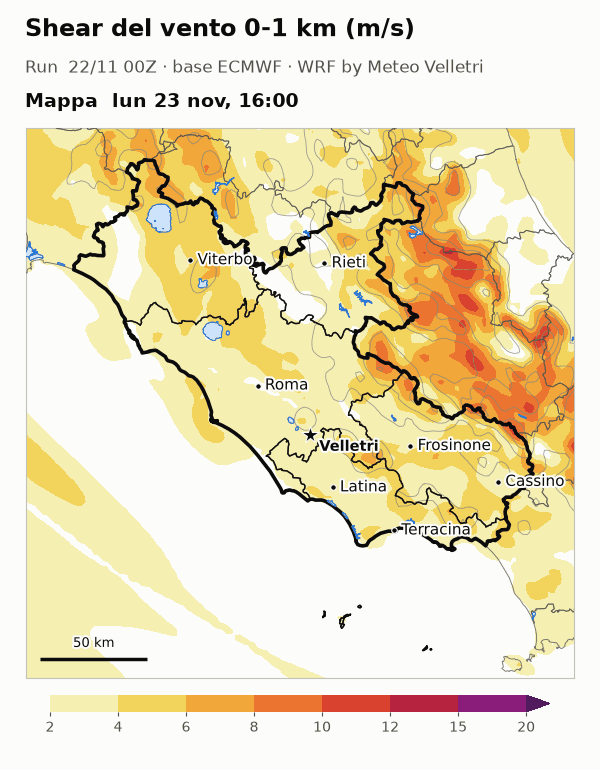 Shear del vento 0-1 km (m/s)
Run 22/11 00Z · base ECMWF · WRF by Meteo Velletri
Mappa lun 23 nov, 16:00
Viterbo
Rieti
Roma
Velletri
Frosinone
Latina
Cassino
Terracina
50 km
2 4 6 8 10 12 15 20